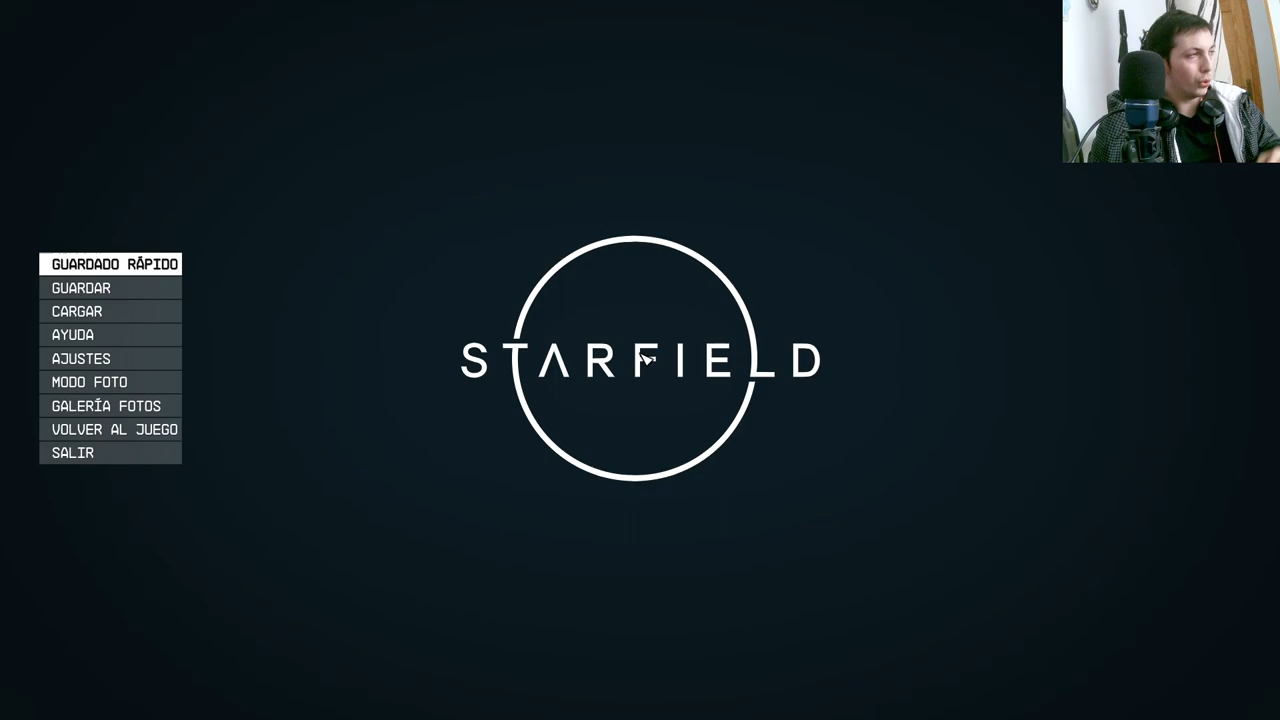 GUARDADO RÁPIDO
GUARDAR
CARGAR
AYUDA
AJUSTES
MODO FOTO
GALERÍA FOTOS
VOLVER AL JUEGO
SALIR
STARFIELD